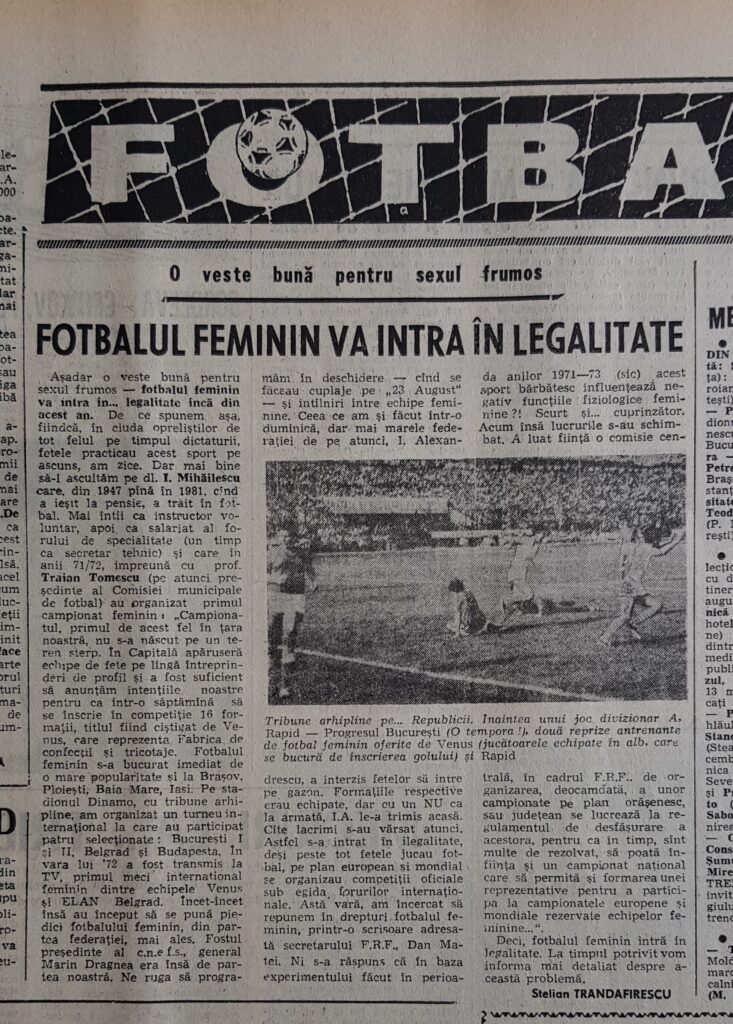 FOTBA
O veste bună pentru sexul frumos
FOTBALUL FEMININ VA INTRA ÎN LEGALITATE
Așadar o veste bună pentru
sexul frumos — fotbalul feminin
va intra în... legalitate încă din
acest an. De ce spunem așa,
fiindcă, în ciuda opreliștilor de
tot felul pe timpul dictaturii,
fetele practicau acest sport pe
ascuns, am zice. Dar mai bine
să-l ascultăm pe dl. I. Mihăilescu
care, din 1947 pînă în 1981, cînd
a ieșit la pensie, a trait în fot-
bal. Mai întîi ca instructor vo-
luntar, apoi ca salariat al fo-
rului de specialitate (un timp
ca secretar tehnic) și care în
anii 71/72, împreună cu prof.
Traian Tomescu (pe atunci pre-
ședinte al Comisiei municipale
de fotbal) au organizat primul
campionat feminin: „Campiona-
tul, primul de acest fel în țara
noastră, nu s-a născut pe un te-
ren sterp. În Capitală apăruseră
echipe de fete pe lîngă întreprin-
deri de profil și a fost suficient
să anunțăm intențiile noastre
pentru ca într-o săptămînă să
se înscrie în competiție 16 for-
mații, titlul fiind cîștigat de Ve-
nus, care reprezenta Fabrica de
confecții și tricotaje. Fotbalul
feminin s-a bucurat imediat de
o mare popularitate și la Brașov,
Ploiești, Baia Mare, Iasi. Pe sta-
dionul Dinamo, cu tribune arhi-
pline, am organizat un turneu in-
ternațional la care au participat
patru selecționate: București I
și II, Belgrad și Budapesta. În
vara lui '72 a fost transmis la
TV, primul meci international
feminin dintre echipele Venus
și ELAN Belgrad. Încet-încet
însă au început să se pună pie-
dici fotbalului feminin, din par-
tea federației, mai ales. Fostul
președinte al c.n.e.f.s., general
Marin Dragnea era însă de par-
tea noastră. Ne ruga să progra-
măm în deschidere — cînd se
făceau cuplaje pe „23 August”
— și întîlniri între echipe femi-
nine. Ceea ce am și făcut într-o
duminică, dar mai marele fede-
rației de pe atunci, I. Alexan-
da anilor 1971—73 (sic) acest
sport bărbătesc influențează ne-
gativ funcțiile fiziologice femi-
nine?! Scurt și... cuprinzător.
Acum însă lucrurile s-au schim-
bat. A luat ființă o comisie cen-
Tribune arhipline pe... Republicii. Inaintea unui joc divizionar A,
Rapid — Progresul București (O tempora!), două reprize antrenante
de fotbal feminin oferite de Venus (jucătoarele echipate în alb, care
se bucură de înscrierea golului) și Rapid
drescu, a interzis fetelor să intre
pe gazon. Formațiile respective
erau echipate, dar cu un NU ca
la armată, I.A. le-a trimis acasă.
Cîte lacrimi s-au vărsat atunci.
Astfel s-a intrat în ilegalitate,
deși peste tot fetele jucau fot-
bal, pe plan european și mondial
se organizau competiții oficiale
sub egida forurilor internațio-
nale. Astă vară, am încercat să
repunem în drepturi fotbalul fe-
minin, printr-o scrisoare adresa-
tă secretarului F.R.F., Dan Ma-
tei. Ni s-a răspuns că în baza
experimentului făcut în perioa-
trală, în cadrul F.R.F., de or-
ganizarea, deocamdată, a unor
campionate pe plan orășenesc,
sau județean se lucrează la re-
gulamentul de desfășurare a
acestora, pentru ca în timp, sînt
multe de rezolvat, să poată în-
ființa și un campionat național
care să permită și formarea unei
reprezentative pentru a partici-
pa la campionatele europene și
mondiale rezervate echipelor fe-
minine...”.
Deci, fotbalul feminin intră în
legalitate. La timpul potrivit vom
informa mai detaliat despre a-
ceastă problemă.
Stelian TRANDAFIRESCU